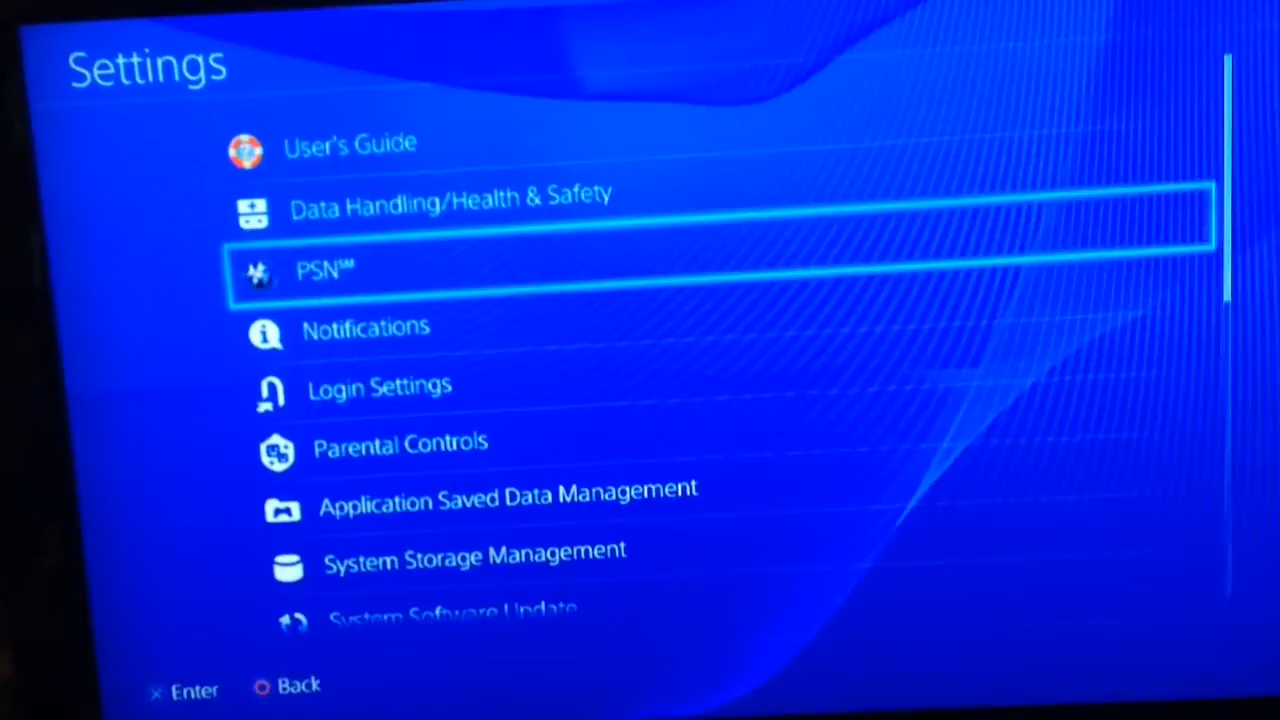 Settings
User's Guide
Data Handling/Health & Safety
PSN℠
Notifications
Login Settings
Parental Controls
Application Saved Data Management
System Storage Management
System Software Update
Enter
Back